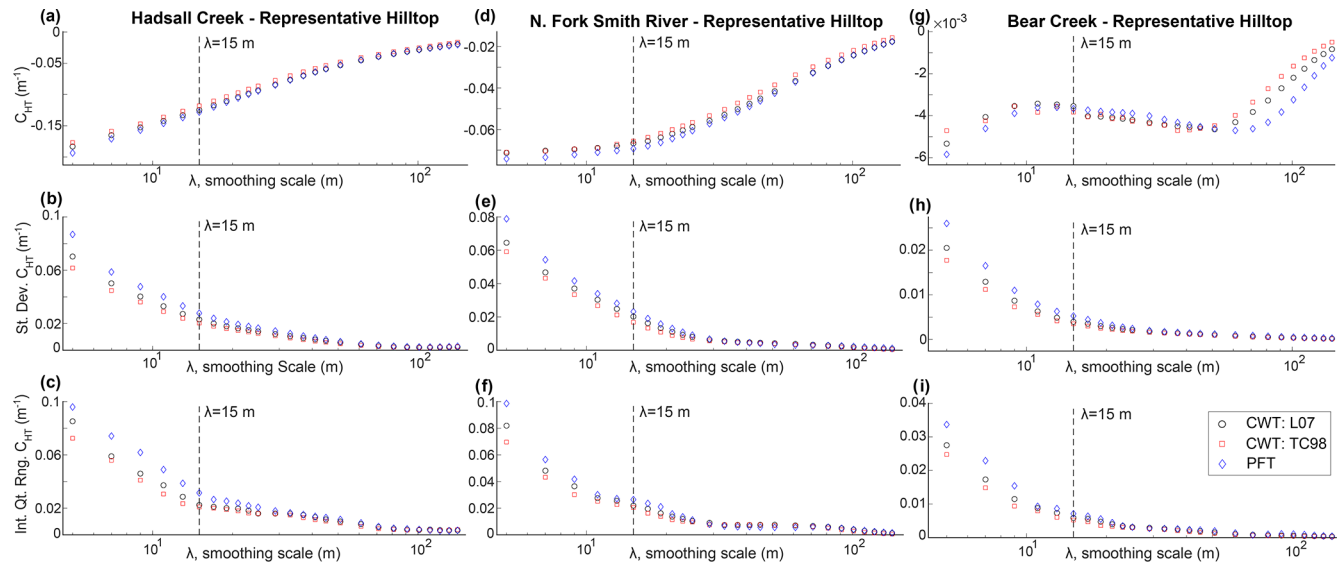 (a) Hadsall Creek - Representative Hilltop
0
-0.05
-0.15
C_HT (m⁻¹)
λ=15 m
10¹ 10²
λ, smoothing scale (m)
(b)
0.1
0.06
0.02
0
St. Dev. C_HT (m⁻¹)
λ=15 m
10¹ 10²
λ, smoothing Scale (m)
(c)
0.1
0.06
0.02
0
Int. Qt. Rng. C_HT (m⁻¹)
λ=15 m
10¹ 10²
λ, smoothing scale (m)
(d) N. Fork Smith River - Representative Hilltop
-0.02
-0.04
-0.06
λ=15 m
10¹ 10²
λ, smoothing scale (m)
(e)
0.08
0.06
0.04
0.02
0
λ=15 m
10¹ 10²
λ, smoothing scale (m)
(f)
0.1
0.06
0.02
0
λ=15 m
10¹ 10²
λ, smoothing scale (m)
(g) Bear Creek - Representative Hilltop
×10⁻³
0
-2
-4
-6
λ=15 m
10¹ 10²
λ, smoothing scale (m)
(h)
0.02
0.01
0
λ=15 m
10¹ 10²
λ, smoothing scale (m)
(i)
0.04
0.03
0.02
0.01
0
λ=15 m
10¹ 10²
λ, smoothing scale (m)
CWT: L07
CWT: TC98
PFT